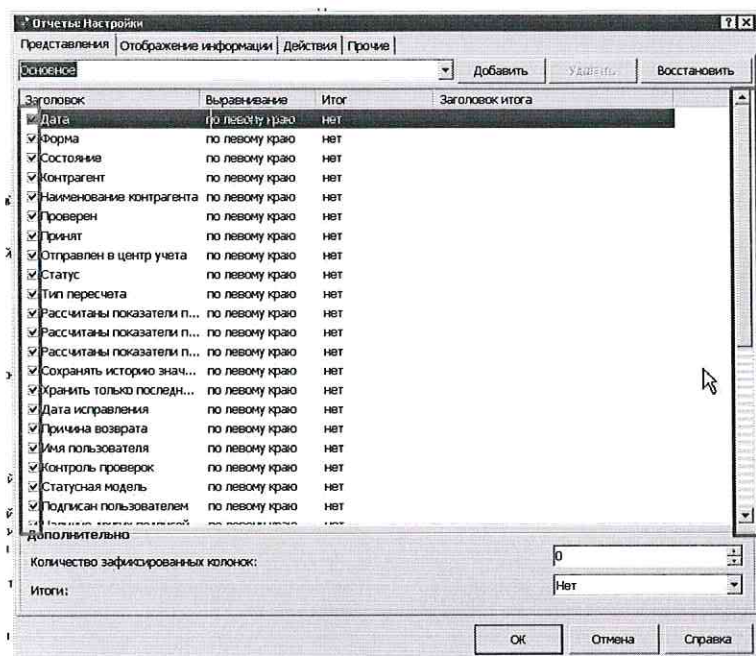 Отчеты: Настройки
Представления Отображение информации Действия Прочие
Основное Добавить Удалить Восстановить
Заголовок Выравнивание Итог Заголовок итога
Дата по левому краю нет
Форма по левому краю нет
Состояние по левому краю нет
Контрагент по левому краю нет
Наименование контрагента по левому краю нет
Проверен по левому краю нет
Принят по левому краю нет
Отправлен в центр учета по левому краю нет
Статус по левому краю нет
Тип пересчета по левому краю нет
Рассчитаны показатели п... по левому краю нет
Рассчитаны показатели п... по левому краю нет
Рассчитаны показатели п... по левому краю нет
Сохранять историю знач... по левому краю нет
Хранить только последн... по левому краю нет
Дата исправления по левому краю нет
Причина возврата по левому краю нет
Имя пользователя по левому краю нет
Контроль проверок по левому краю нет
Статусная модель по левому краю нет
Подписан пользователем по левому краю нет
Дополнительно
Количество зафиксированных колонок: 0
Итоги: Нет
ОК Отмена Справка